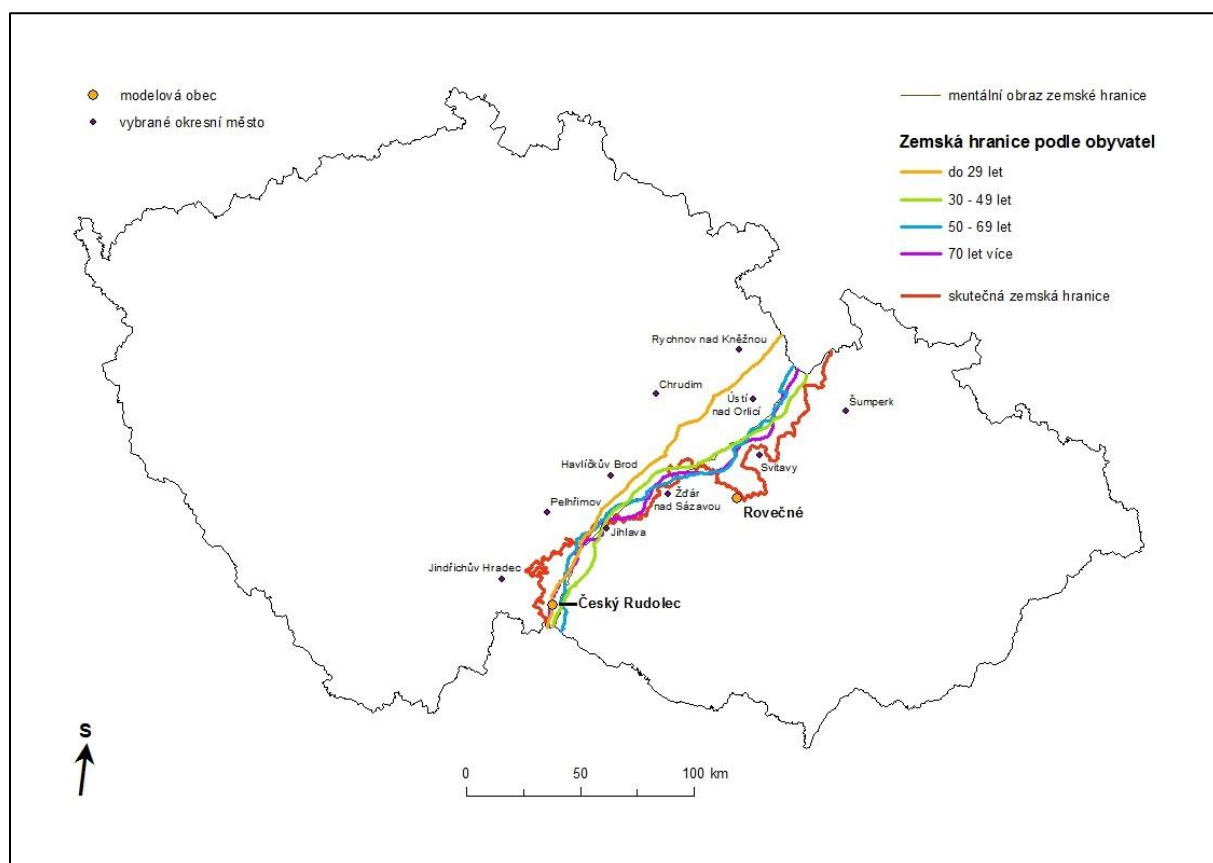 modelová obec
vybrané okresní město
mentální obraz zemské hranice
Zemská hranice podle obyvatel
do 29 let
30 - 49 let
50 - 69 let
70 let více
skutečná zemská hranice
Rychnov nad Kněžnou
Chrudim
Ústí
nad Orlicí
Šumperk
Havlíčkův Brod
Svitavy
Pelhřimov
Žďár
nad Sázavou
Rovečné
Jihlava
Jindřichův Hradec
Český Rudolec
S
0 50 100 km